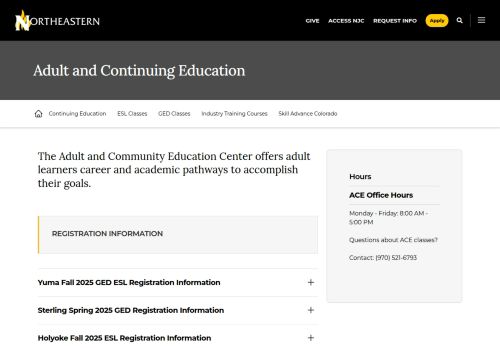 NORTHEASTERN
GIVE ACCESS NJC REQUEST INFO Apply
Adult and Continuing Education
Continuing Education ESL Classes GED Classes Industry Training Courses Skill Advance Colorado
The Adult and Community Education Center offers adult
learners career and academic pathways to accomplish
their goals.
REGISTRATION INFORMATION
Yuma Fall 2025 GED ESL Registration Information
Sterling Spring 2025 GED Registration Information
Holyoke Fall 2025 ESL Registration Information
Hours
ACE Office Hours
Monday - Friday: 8:00 AM -
5:00 PM
Questions about ACE classes?
Contact: (970) 521-6793